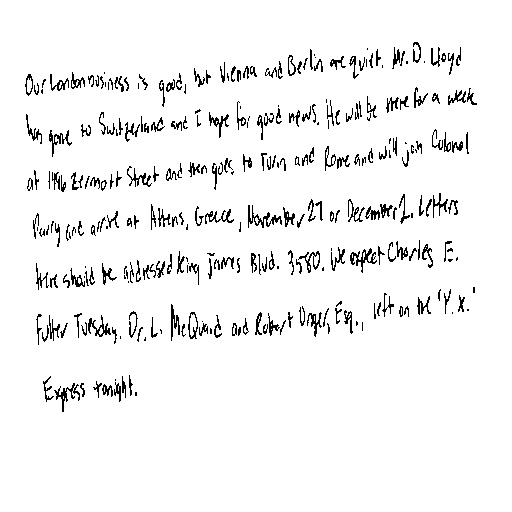 Our London business is good, but Vienna and Berlin are quiet. Mr. D. Lloyd
has gone to Switzerland and I hope for good news. He will be there for a week
at 1496 Zermott Street and then goes to Turin and Rome and will join Colonel
Parry and arrive at Athens, Greece, November 27 or December 2. Letters
there should be addressed King James Blvd. 3580. We expect Charles E.
Fuller Tuesday. Dr. L. McQuaid and Robert Unger, Esq., left on the 'Y.X.'
Express tonight.